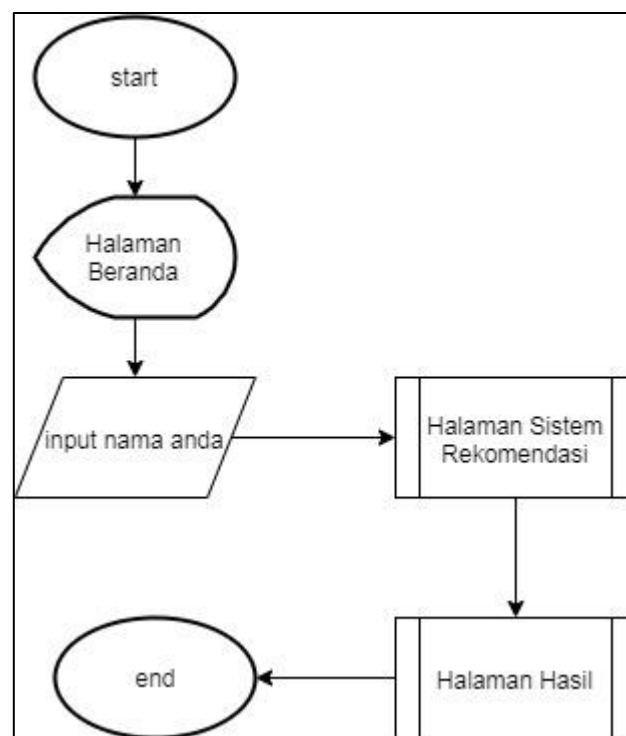 start
Halaman
Beranda
input nama anda
Halaman Sistem
Rekomendasi
Halaman Hasil
end